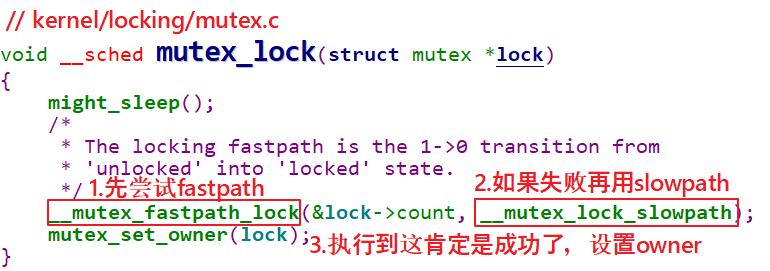 // kernel/locking/mutex.c
void __sched mutex_lock(struct mutex *lock)
{
might_sleep();
/*
* The locking fastpath is the 1->0 transition from
* 'unlocked' into 'locked' state.
*/
1.先尝试fastpath
2.如果失败再用slowpath
__mutex_fastpath_lock(&lock->count, __mutex_lock_slowpath);
mutex_set_owner(lock);
3.执行到这肯定是成功了，设置owner
}